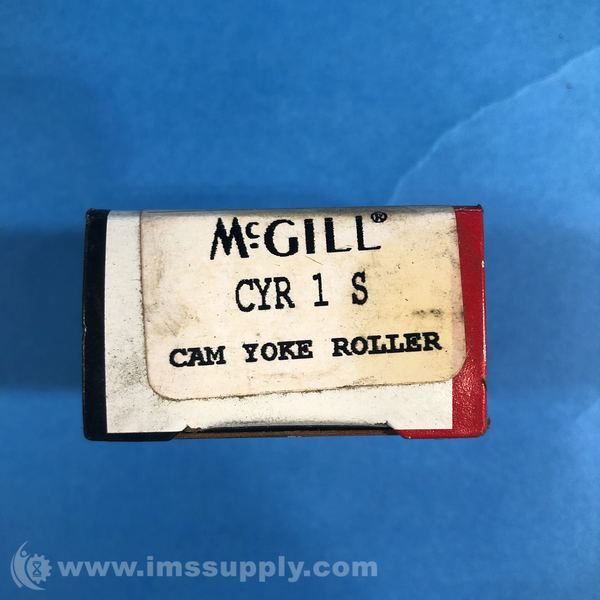 McGILL®
CYR 1 S
CAM YOKE ROLLER
www.imssupply.com